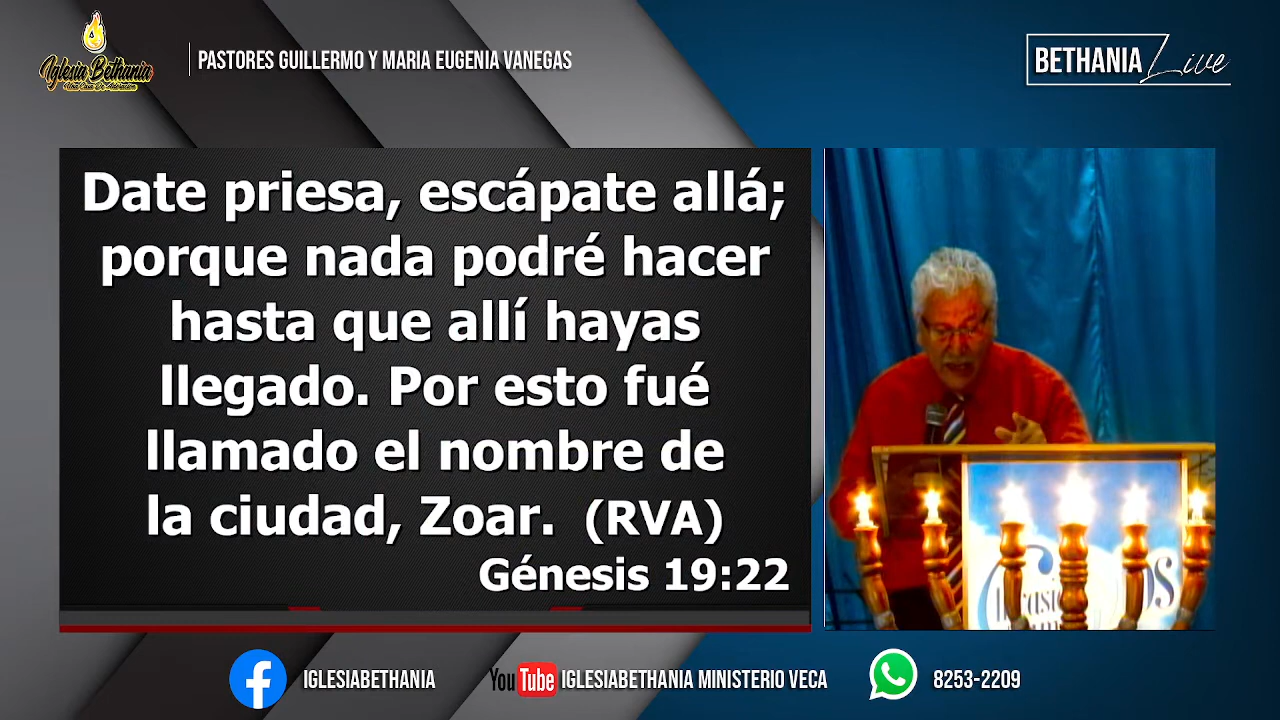 Iglesia Bethania
PASTORES GUILLERMO Y MARIA EUGENIA VANEGAS
BETHANIA Live
Date priesa, escápate allá;
porque nada podré hacer
hasta que allí hayas
llegado. Por esto fué
llamado el nombre de
la ciudad, Zoar. (RVA)
Génesis 19:22
IGLESIABETHANIA
YouTube IGLESIABETHANIA MINISTERIO VECA
8253-2209